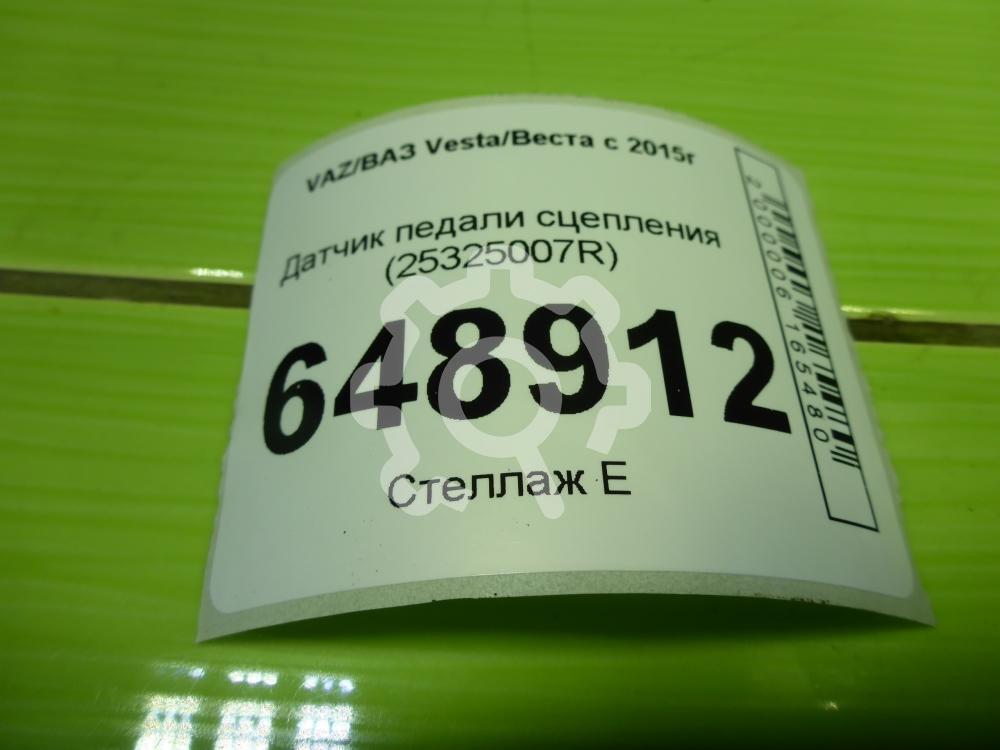 VAZ/ВАЗ Vesta/Веста с 2015г
Датчик педали сцепления
(25325007R)
648912
Стеллаж Е
2000006165480